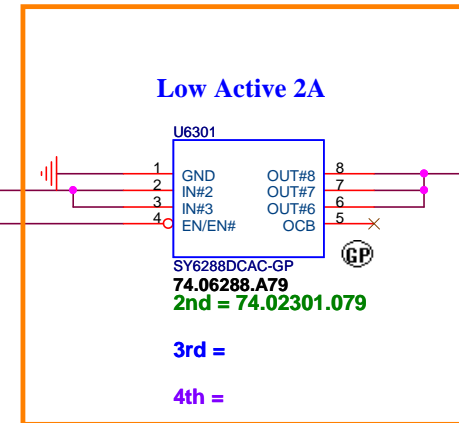 Low Active 2A
U6301
1 GND OUT#8 8
2 IN#2 OUT#7 7
3 IN#3 OUT#6 6
4 EN/EN# OCB 5
GP
SY6288DCAC-GP
74.06288.A79
2nd = 74.02301.079
3rd =
4th =